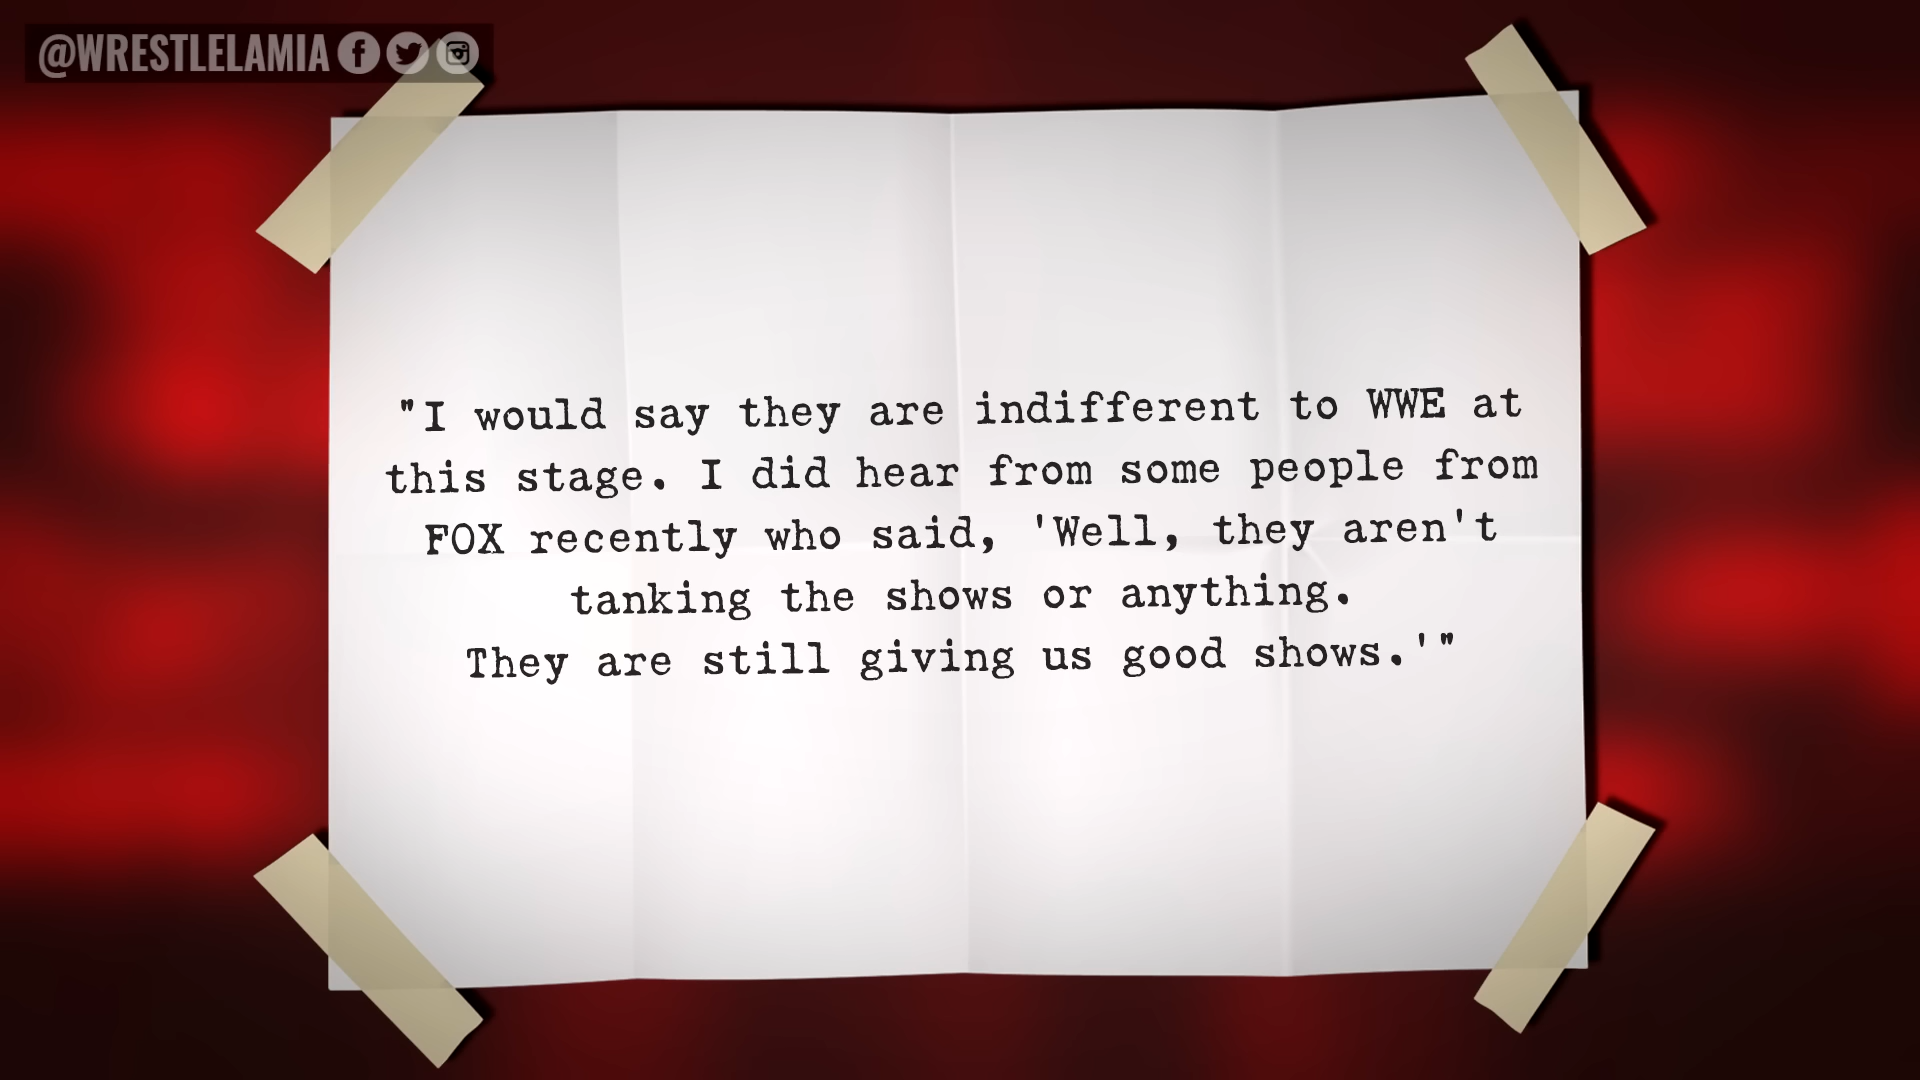 @WRESTLELAMIA
"I would say they are indifferent to WWE at
this stage. I did hear from some people from
FOX recently who said, 'Well, they aren't
tanking the shows or anything.
They are still giving us good shows.'"